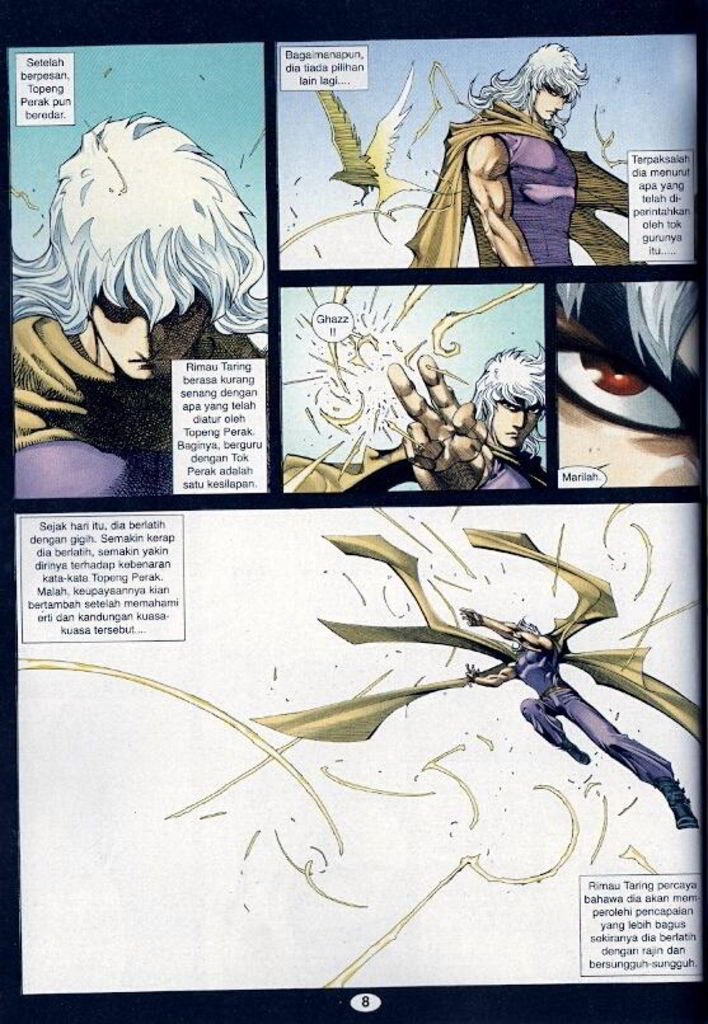 Setelah
berpesan,
Topeng
Perak pun
beredar.
Rimau Taring
berasa kurang
senang dengan
apa yang telah
diatur oleh
Topeng Perak.
Baginya, berguru
dengan Tok
Perak adalah
satu kesilapan.
Bagaimanapun,
dia tiada pilihan
lain lagi....
Terpaksalah
dia menurut
apa yang
telah di-
perintahkan
oleh tok
gurunya
itu.....
Ghazz
!!
Marilah.
Sejak hari itu, dia berlatih
dengan gigih. Semakin kerap
dia berlatih, semakin yakin
dirinya terhadap kebenaran
kata-kata Topeng Perak.
Malah, keupayaannya kian
bertambah setelah memahami
erti dan kandungan kuasa-
kuasa tersebut....
Rimau Taring percaya
bahawa dia akan mem-
perolehi pencapaian
yang lebih bagus
sekiranya dia berlatih
dengan rajin dan
bersungguh-sungguh.
8